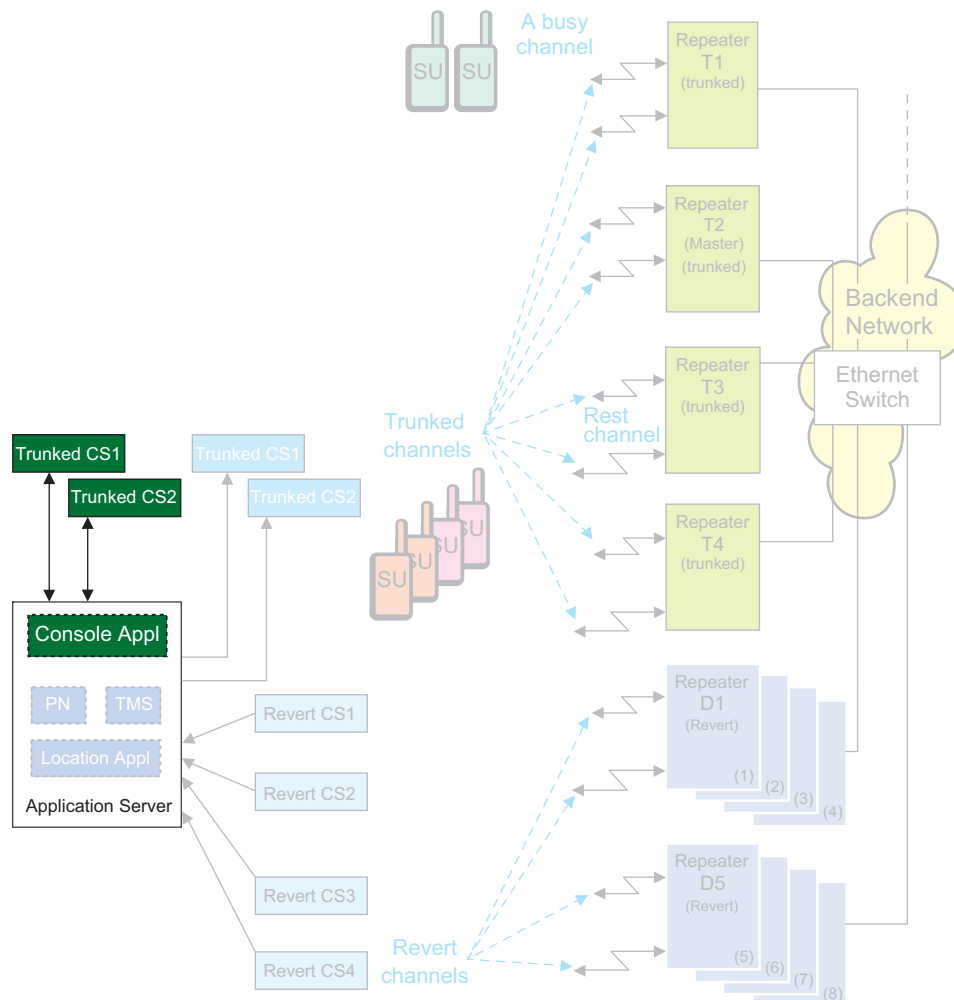 A busy
channel
SU
SU
Repeater
T1
(trunked)
Repeater
T2
(Master)
(trunked)
Backend
Network
Ethernet
Switch
Repeater
T3
(trunked)
Trunked
channels
Rest
channel
Trunked CS1
Trunked CS2
Trunked CS1
Trunked CS2
SU
SU
SU
SU
Repeater
T4
(trunked)
Console Appl
PN
TMS
Location Appl
Application Server
Revert CS1
Revert CS2
Revert CS3
Revert CS4
Repeater
D1
(Revert)
(1)
(2)
(3)
(4)
Repeater
D5
(Revert)
(5)
(6)
(7)
(8)
Revert
channels